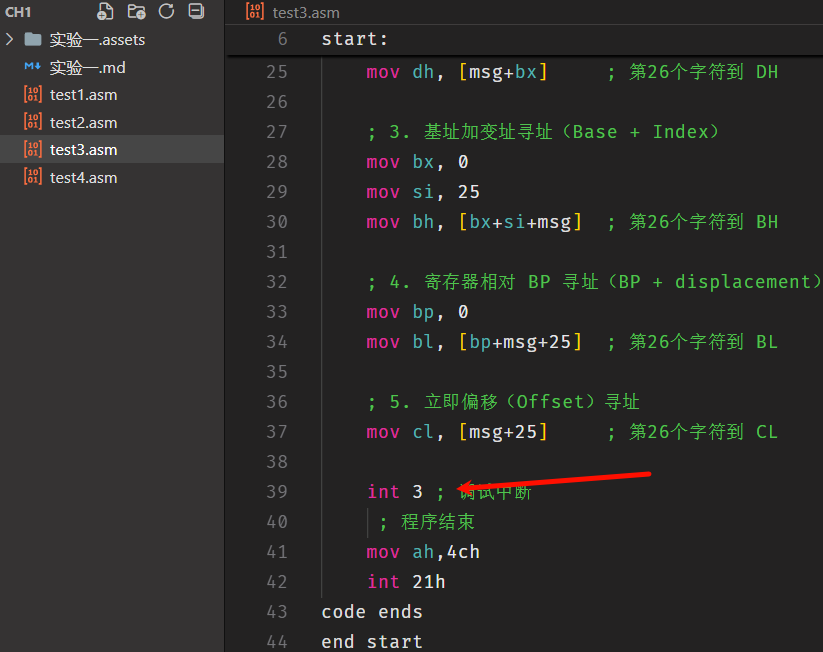 CH1
实验一.assets
实验一.md
test1.asm
test2.asm
test3.asm
test4.asm
test3.asm
6 start:
25 mov dh, [msg+bx] ; 第26个字符到 DH
26
27 ; 3. 基址加变址寻址（Base + Index）
28 mov bx, 0
29 mov si, 25
30 mov bh, [bx+si+msg] ; 第26个字符到 BH
31
32 ; 4. 寄存器相对 BP 寻址（BP + displacement）
33 mov bp, 0
34 mov bl, [bp+msg+25] ; 第26个字符到 BL
35
36 ; 5. 立即偏移（Offset）寻址
37 mov cl, [msg+25] ; 第26个字符到 CL
38
39 int 3 ; 调试中断
40 ; 程序结束
41 mov ah,4ch
42 int 21h
43 code ends
44 end start